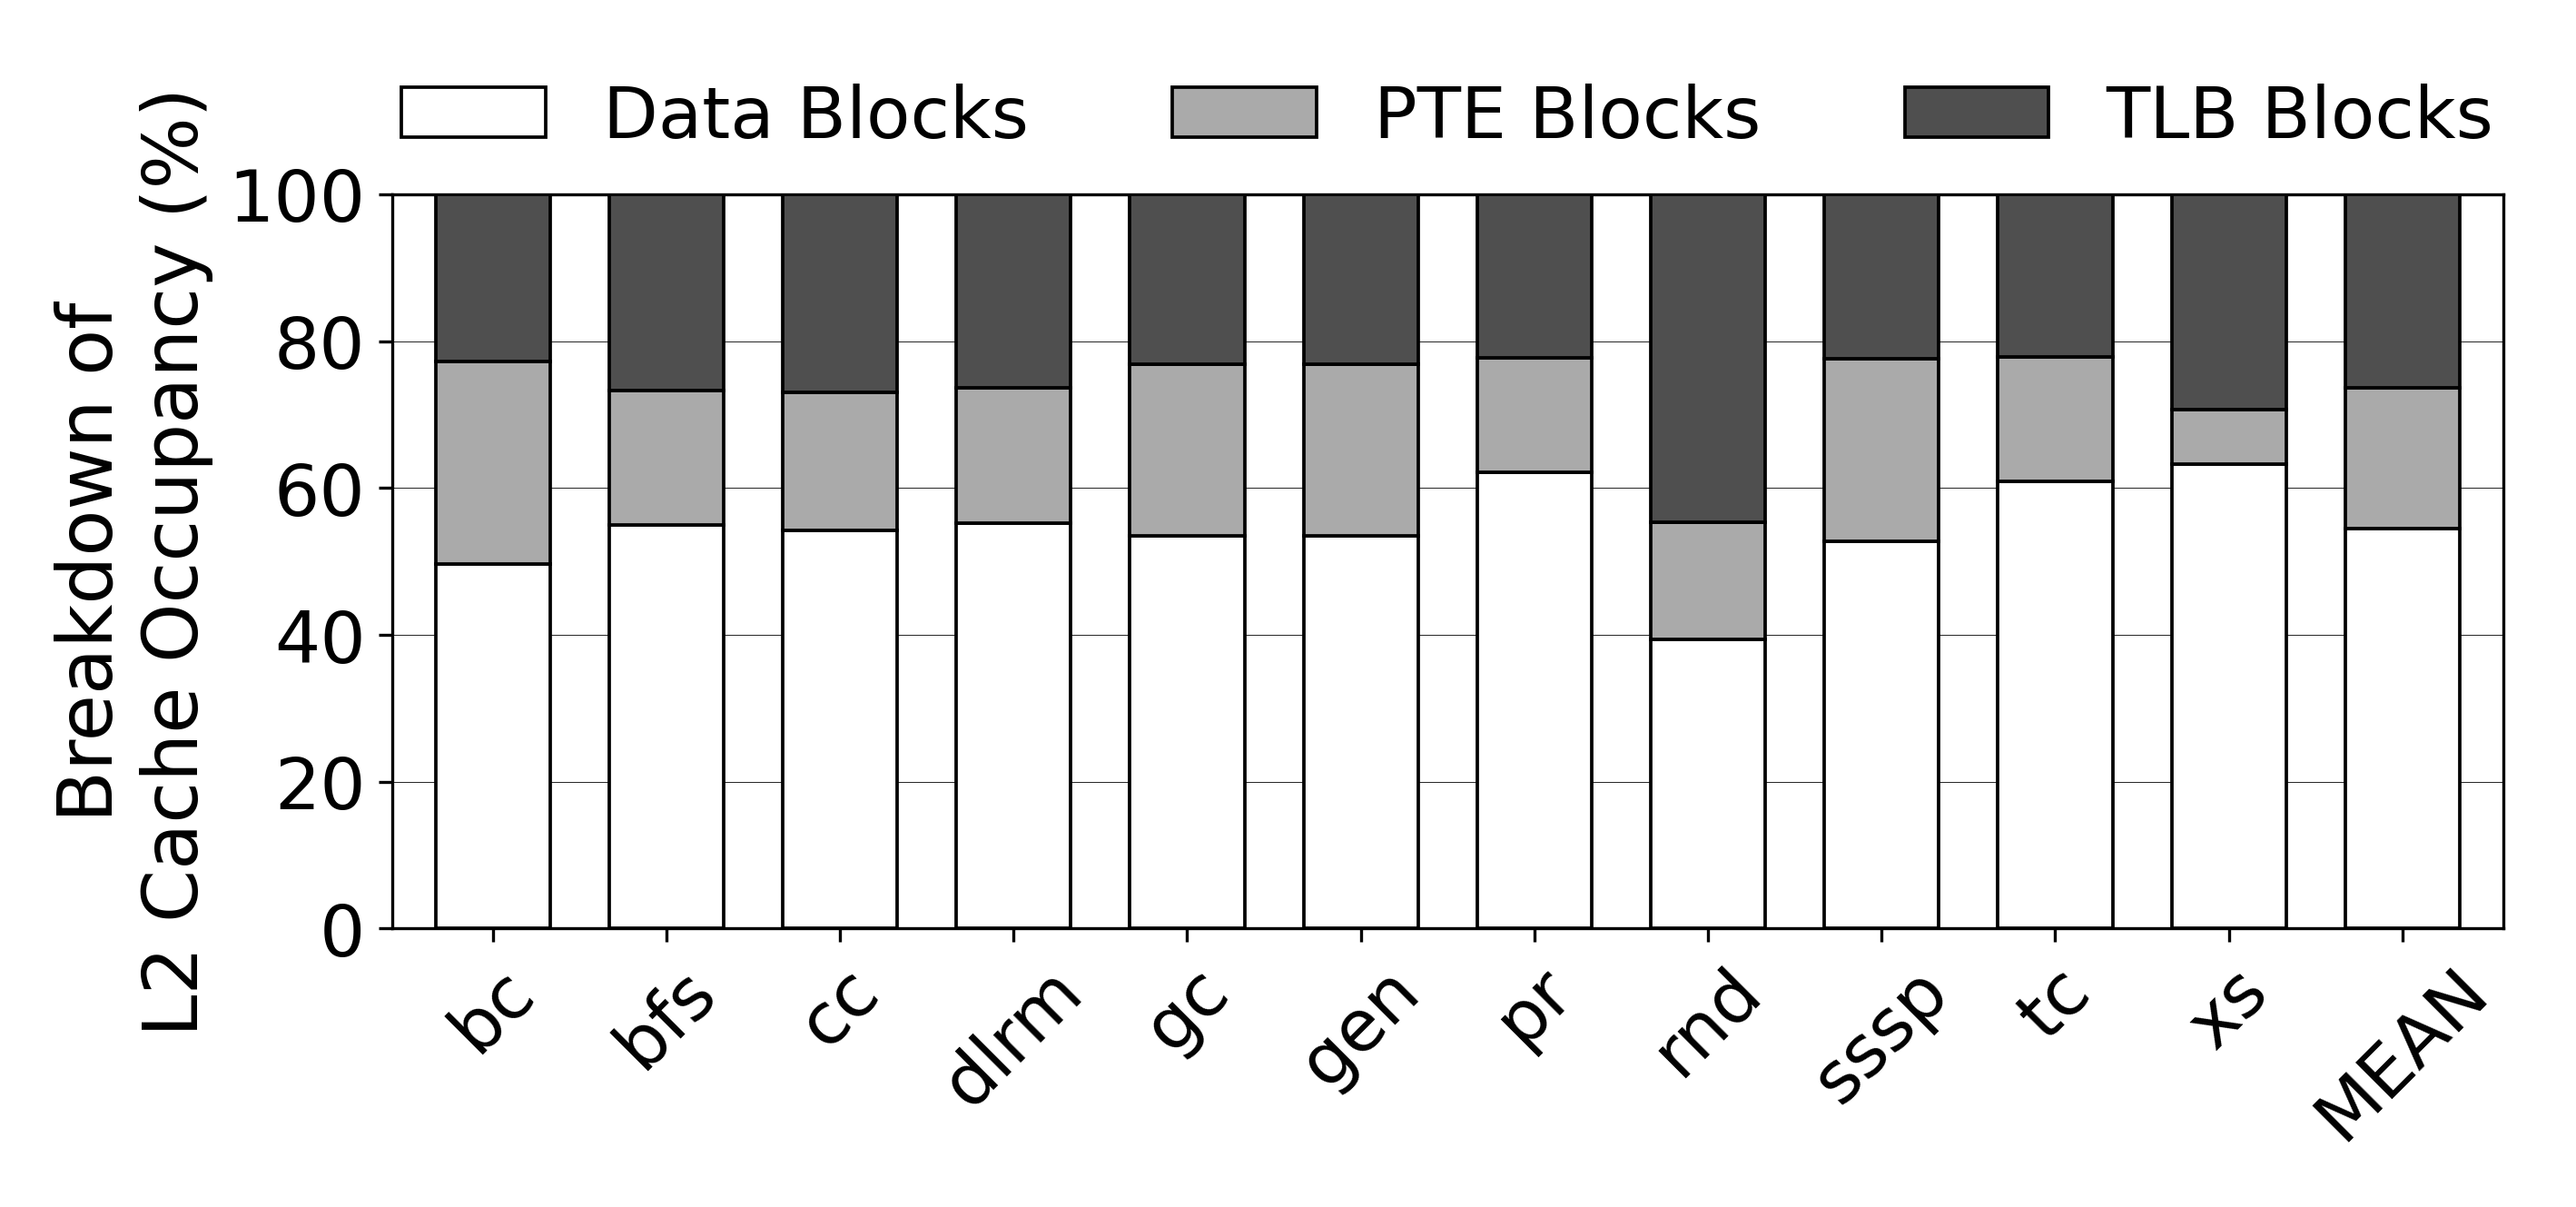 Data Blocks
PTE Blocks
TLB Blocks
Breakdown of
L2 Cache Occupancy (%)
100
80
60
40
20
0
bc
bfs
cc
dlrm
gc
gen
pr
rnd
sssp
tc
xs
MEAN